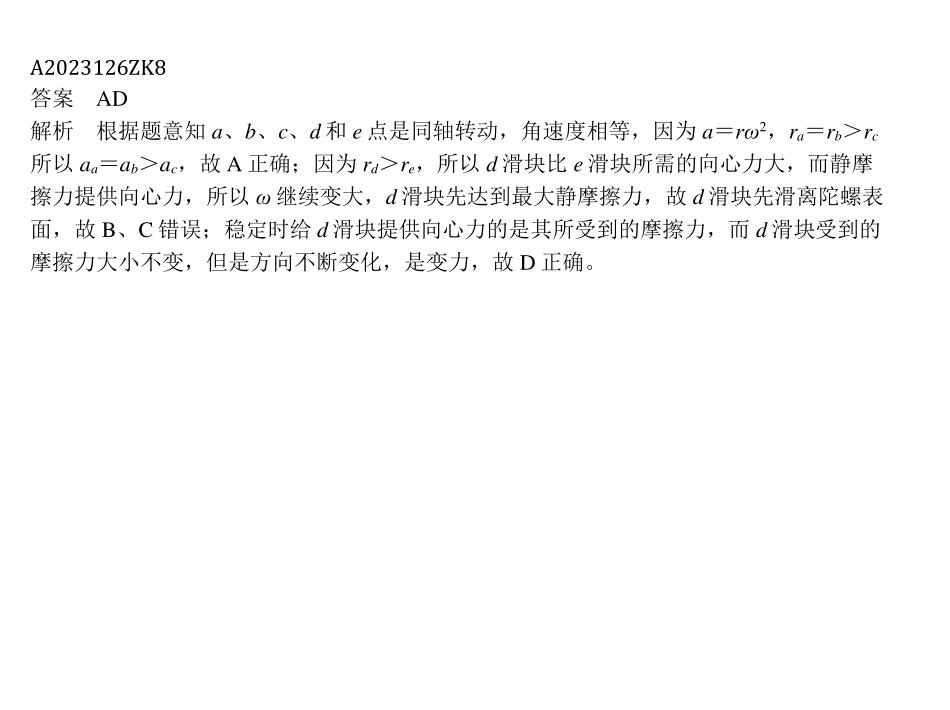 A2023126ZK8
答案 AD
解析 根据题意知 a、b、c、d 和 e 点是同轴转动，角速度相等，因为 a＝rω²，rₐ＝r_b＞r_c
所以 aₐ＝a_b＞a_c，故 A 正确；因为 r_d＞rₑ，所以 d 滑块比 e 滑块所需的向心力大，而静摩
擦力提供向心力，所以 ω 继续变大，d 滑块先达到最大静摩擦力，故 d 滑块先滑离陀螺表
面，故 B、C 错误；稳定时给 d 滑块提供向心力的是其所受到的摩擦力，而 d 滑块受到的
摩擦力大小不变，但是方向不断变化，是变力，故 D 正确。